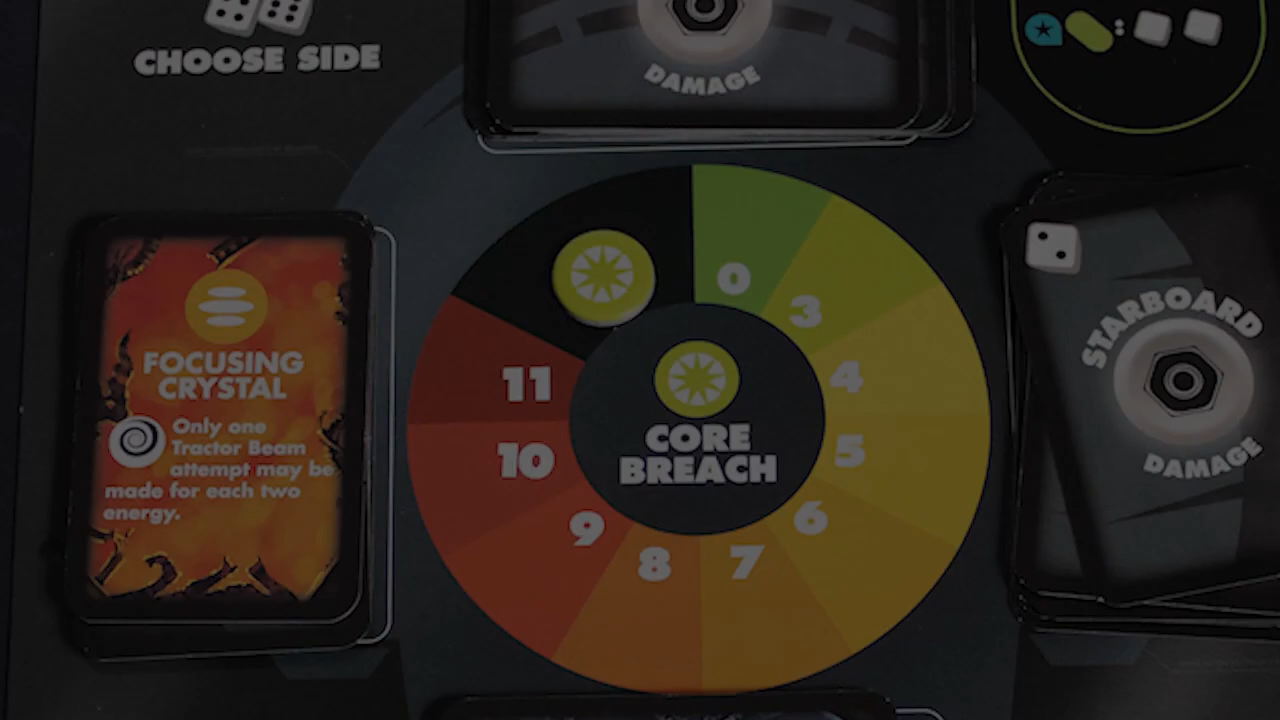 CHOOSE SIDE
DAMAGE
0
3
4
5
6
7
8
9
10
11
CORE
BREACH
FOCUSING
CRYSTAL
Only one
Tractor Beam
attempt may be
made for each two
energy.
STARBOARD
DAMAGE